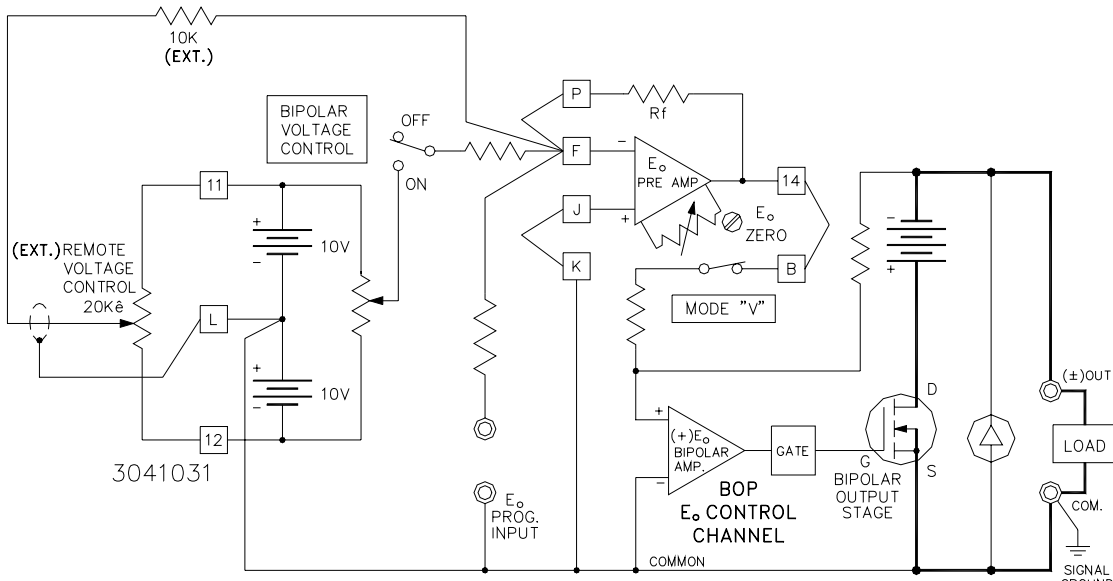 10K
(EXT.)
BIPOLAR
VOLTAGE
CONTROL
OFF
ON
P
Rf
F
−
Eo
PRE AMP
14
11
J
+
Eo
ZERO
K
B
MODE "V"
+
−
10V
(EXT.) REMOTE
VOLTAGE
CONTROL
20Kê
L
+
−
10V
12
3041031
Eo
PROG.
INPUT
+
(+)Eo
BIPOLAR
AMP.
−
GATE
BOP
Eo CONTROL
CHANNEL
−
+
D
G
S
BIPOLAR
OUTPUT
STAGE
(±)OUT
LOAD
COM.
COMMON
SIGNAL
GROUND